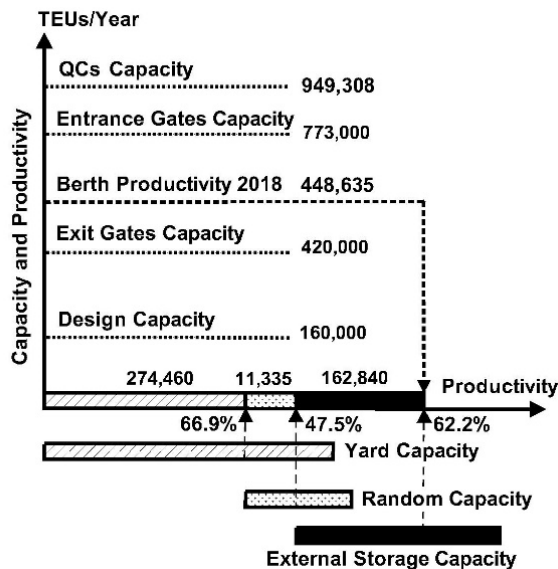 TEUs/Year
Capacity and Productivity
QCs Capacity
949,308
Entrance Gates Capacity
773,000
Berth Productivity 2018
448,635
Exit Gates Capacity
420,000
Design Capacity
160,000
274,460
11,335
162,840
Productivity
66.9%
47.5%
62.2%
Yard Capacity
Random Capacity
External Storage Capacity